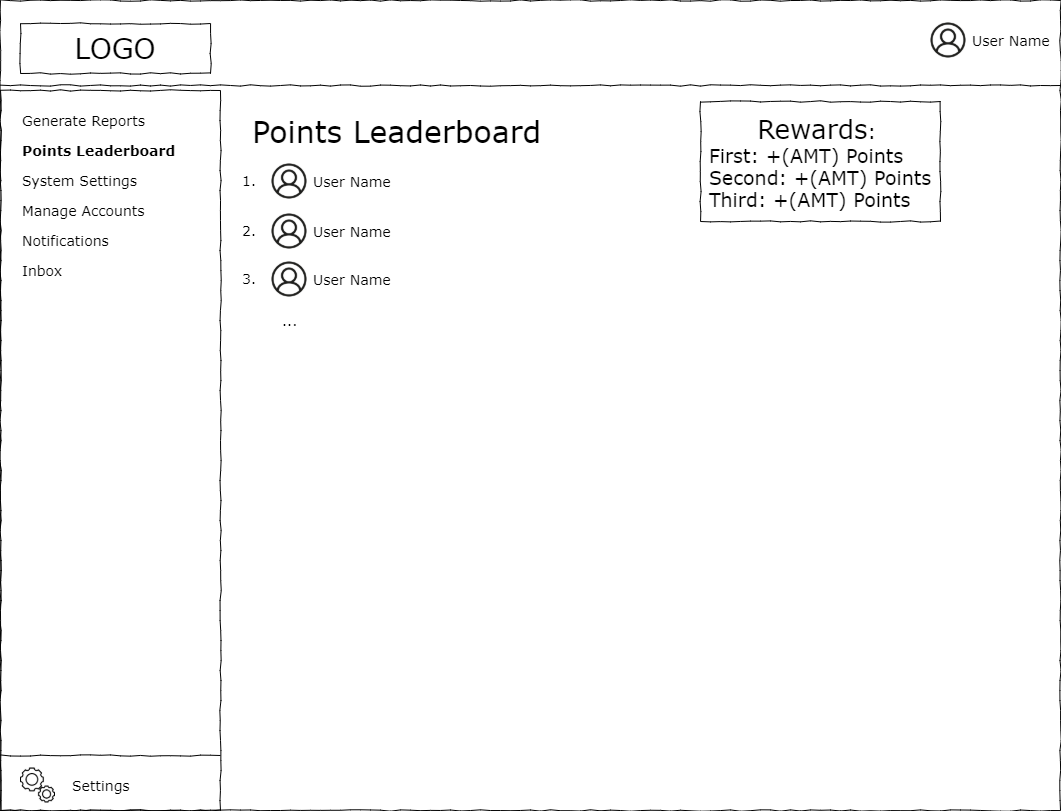 LOGO
User Name
Generate Reports
Points Leaderboard
System Settings
Manage Accounts
Notifications
Inbox
Settings
Points Leaderboard
1. User Name
2. User Name
3. User Name
...
Rewards:
First: +(AMT) Points
Second: +(AMT) Points
Third: +(AMT) Points